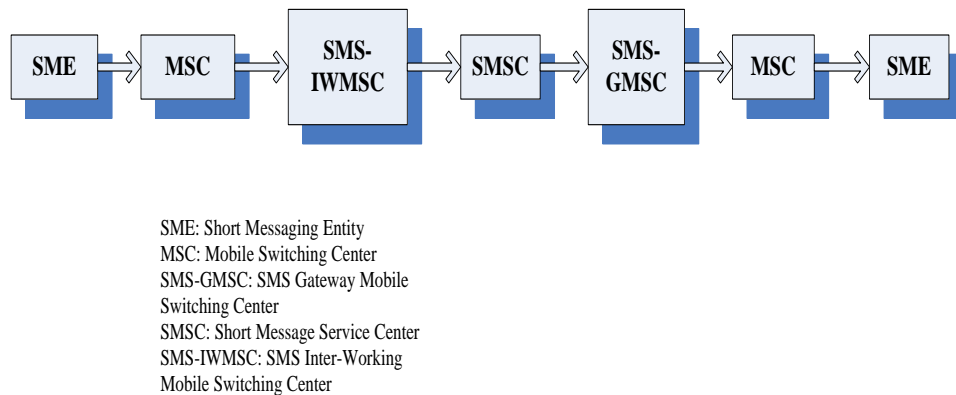 SME
MSC
SMS-
IWMSC
SMSC
SMS-
GMSC
MSC
SME
SME: Short Messaging Entity
MSC: Mobile Switching Center
SMS-GMSC: SMS Gateway Mobile
Switching Center
SMSC: Short Message Service Center
SMS-IWMSC: SMS Inter-Working
Mobile Switching Center